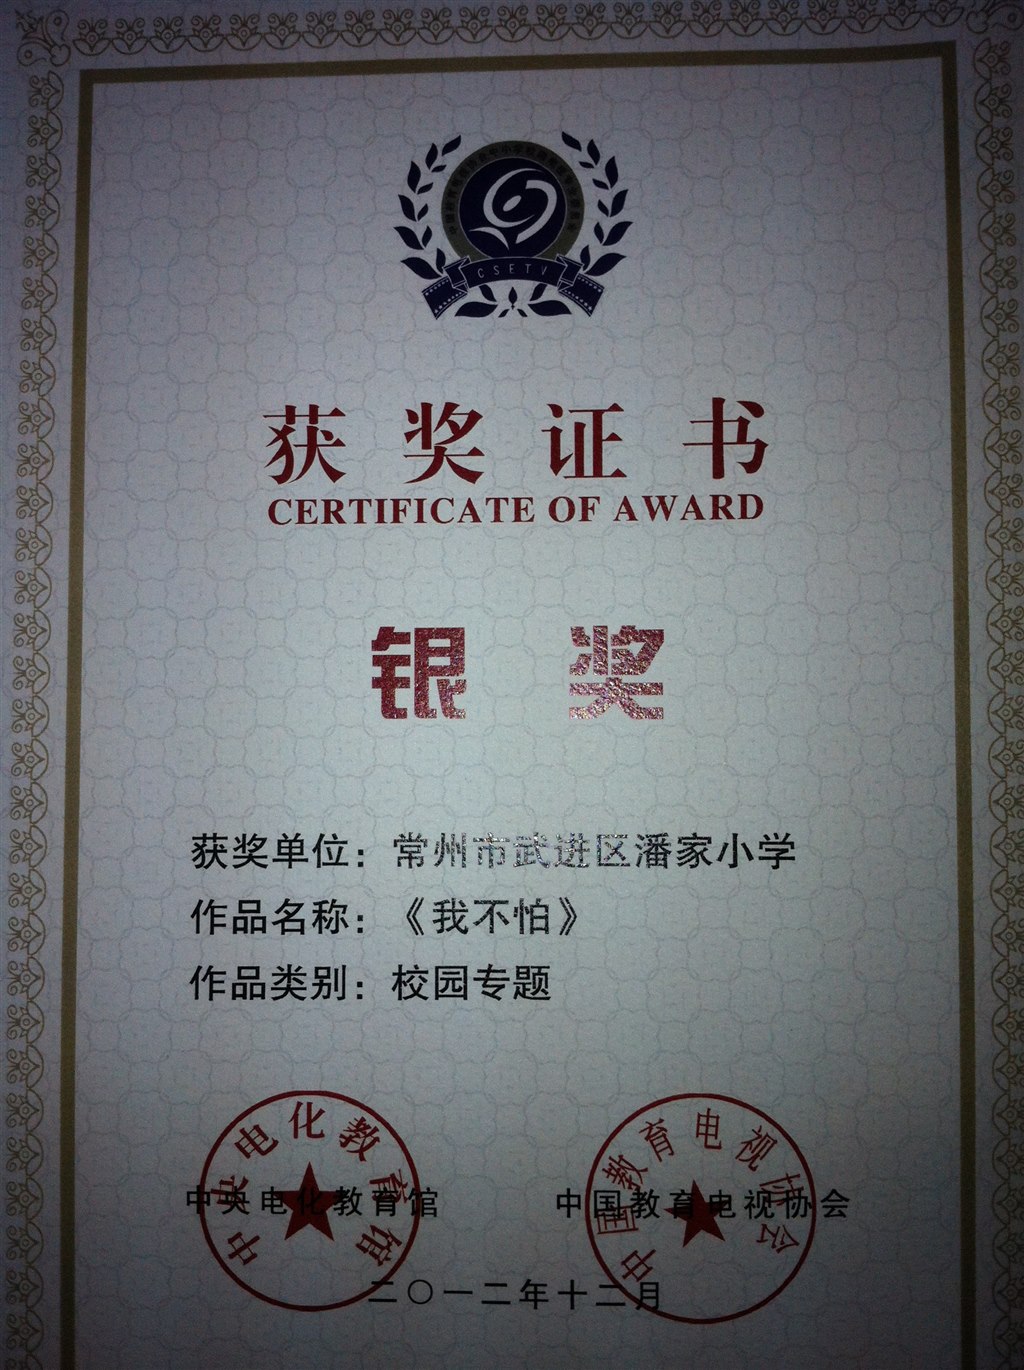 CSETV
获奖证书
CERTIFICATE OF AWARD
银奖
获奖单位：常州市武进区潘家小学
作品名称：《我不怕》
作品类别：校园专题
中央电化教育馆
中国教育电视协会
中央电化教育馆 中国教育电视协会
二〇一二年十二月